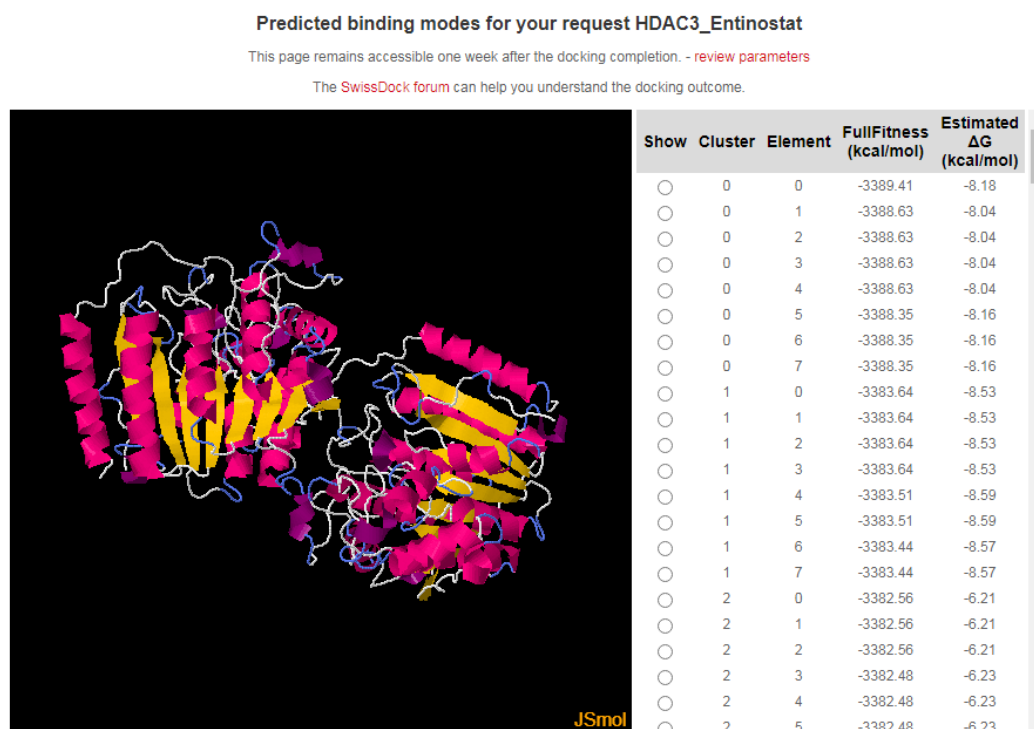 Predicted binding modes for your request HDAC3_Entinostat
This page remains accessible one week after the docking completion. - review parameters
The SwissDock forum can help you understand the docking outcome.
Show Cluster Element FullFitness (kcal/mol) Estimated ΔG (kcal/mol)
0 0 -3389.41 -8.18
0 1 -3388.63 -8.04
0 2 -3388.63 -8.04
0 3 -3388.63 -8.04
0 4 -3388.63 -8.04
0 5 -3388.35 -8.16
0 6 -3388.35 -8.16
0 7 -3388.35 -8.16
1 0 -3383.64 -8.53
1 1 -3383.64 -8.53
1 2 -3383.64 -8.53
1 3 -3383.64 -8.53
1 4 -3383.51 -8.59
1 5 -3383.51 -8.59
1 6 -3383.44 -8.57
1 7 -3383.44 -8.57
2 0 -3382.56 -6.21
2 1 -3382.56 -6.21
2 2 -3382.56 -6.21
2 3 -3382.48 -6.23
2 4 -3382.48 -6.23
2 5 -3382.48 -6.23
JSmol